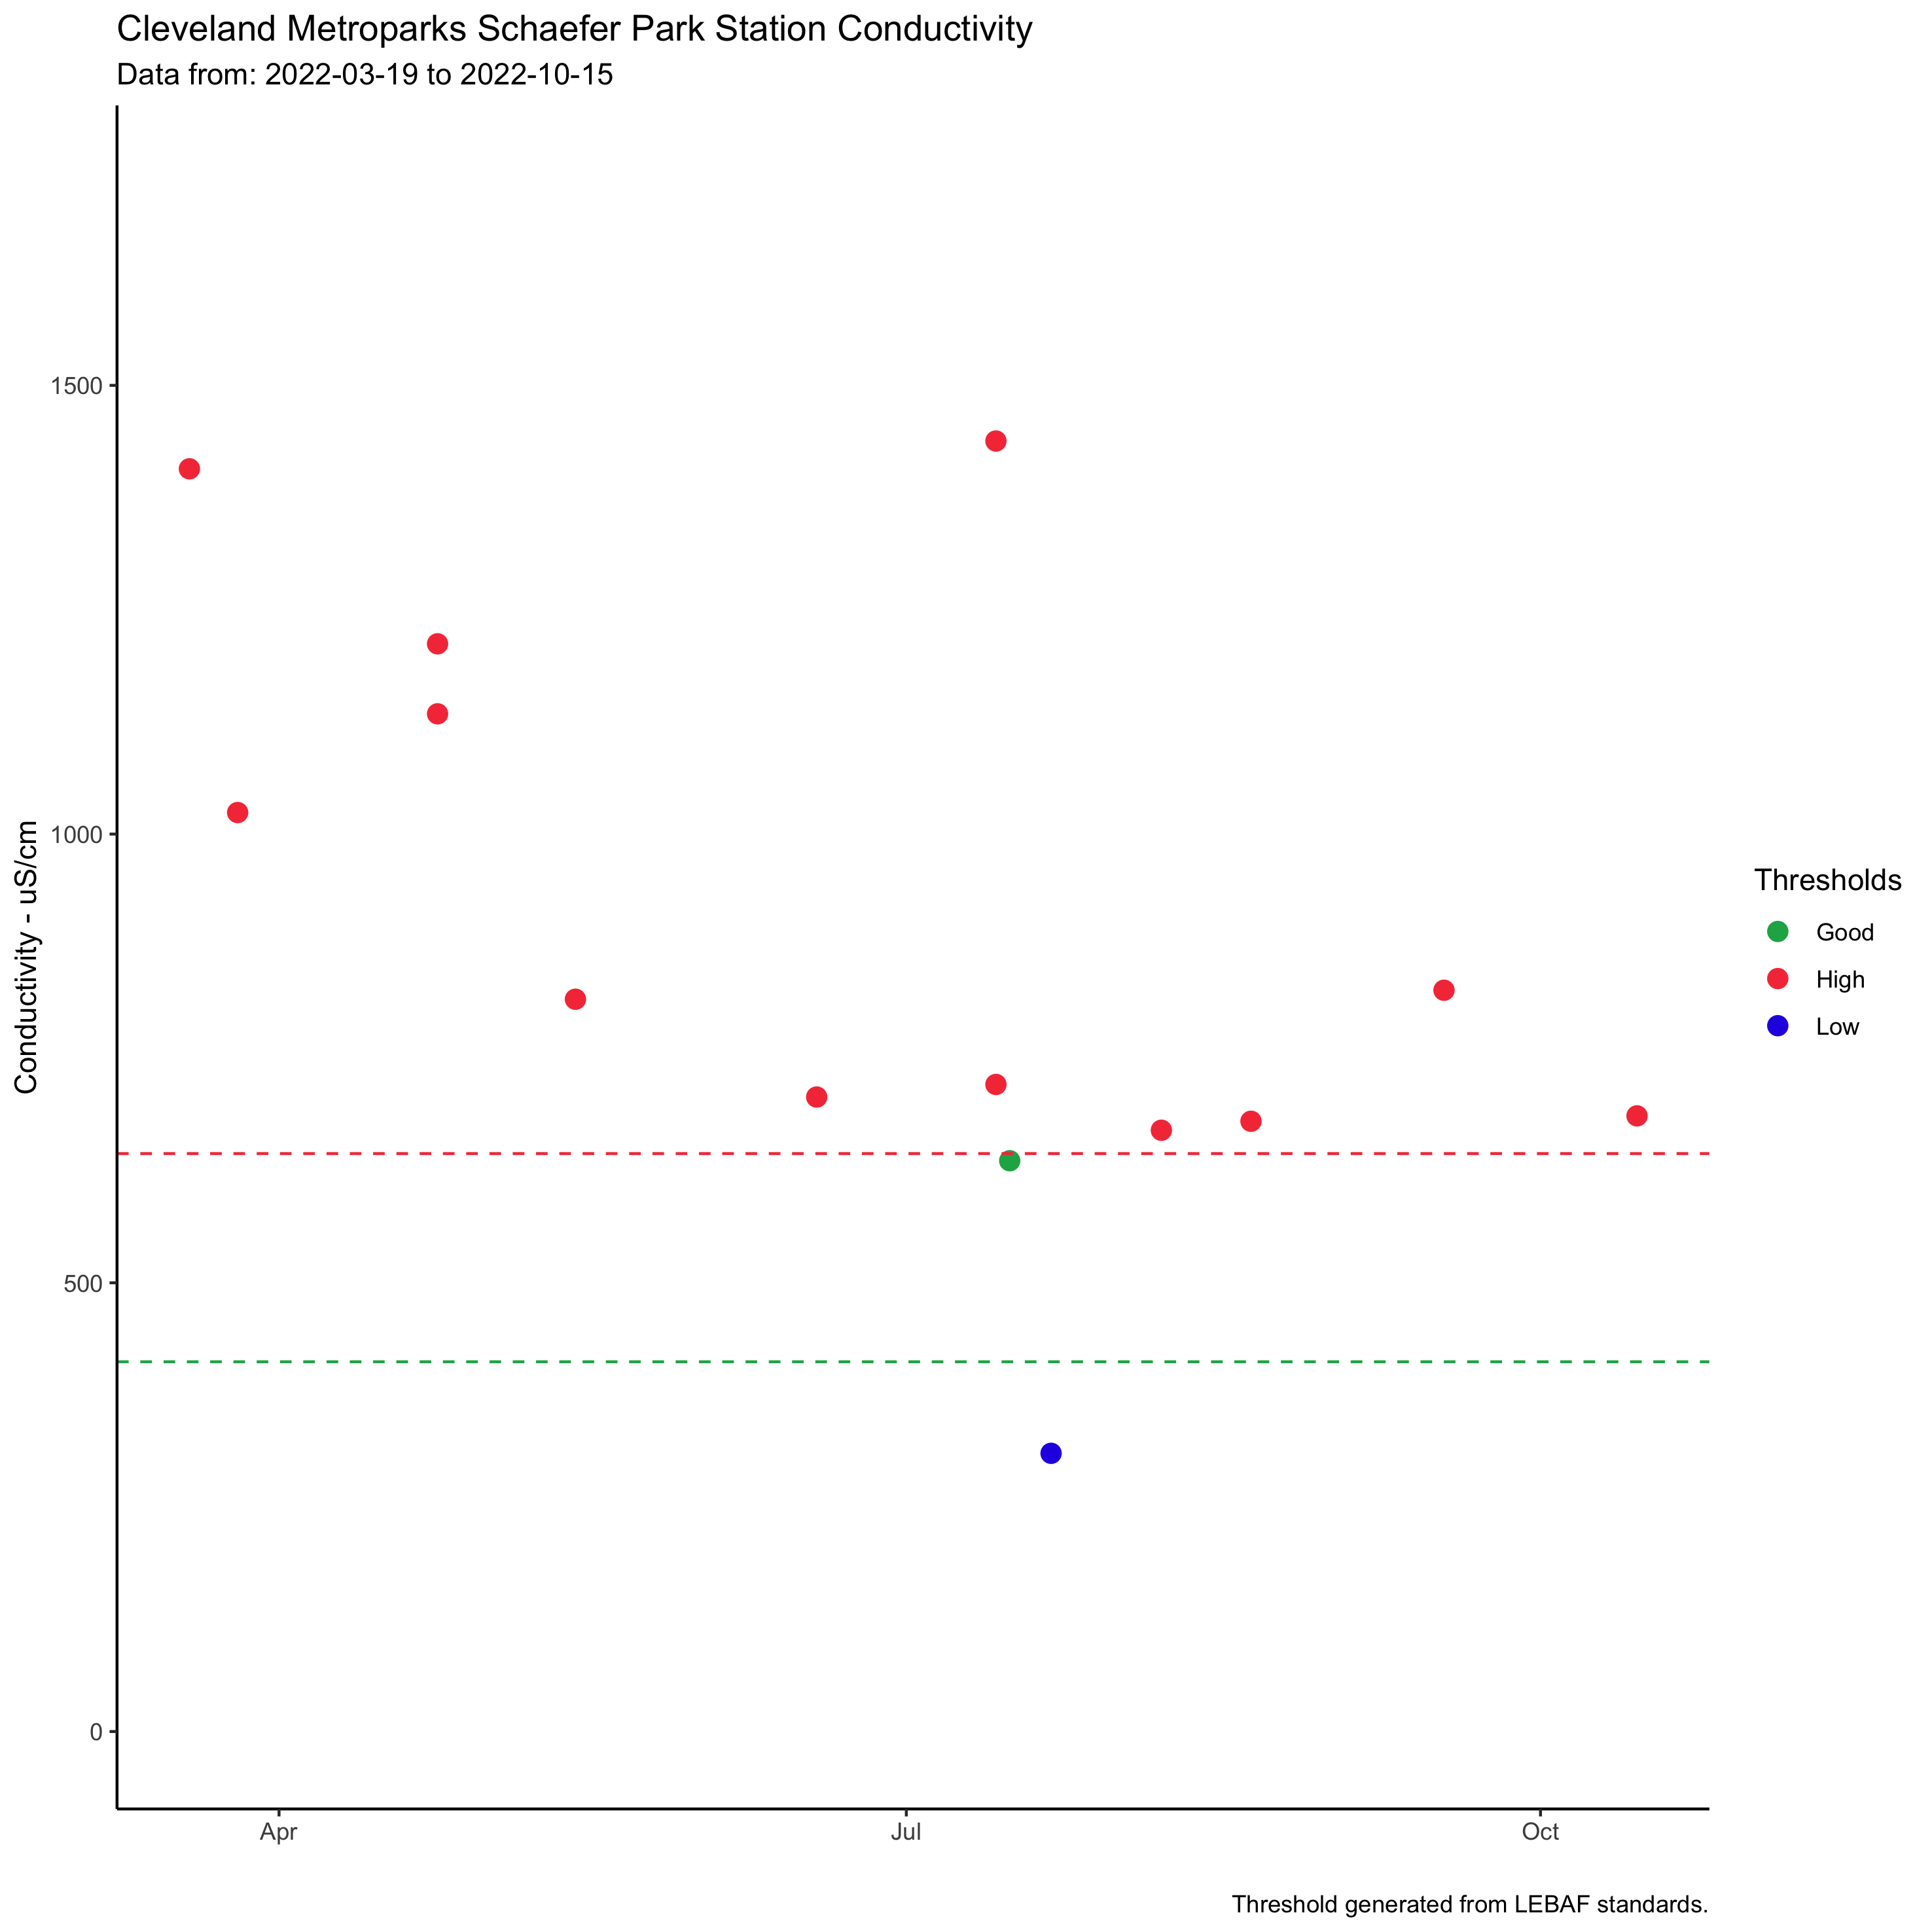 Cleveland Metroparks Schaefer Park Station Conductivity
Data from: 2022-03-19 to 2022-10-15
Conductivity - uS/cm
1500
1000
500
0
Apr
Jul
Oct
Thresholds
Good
High
Low
Threshold generated from LEBAF standards.